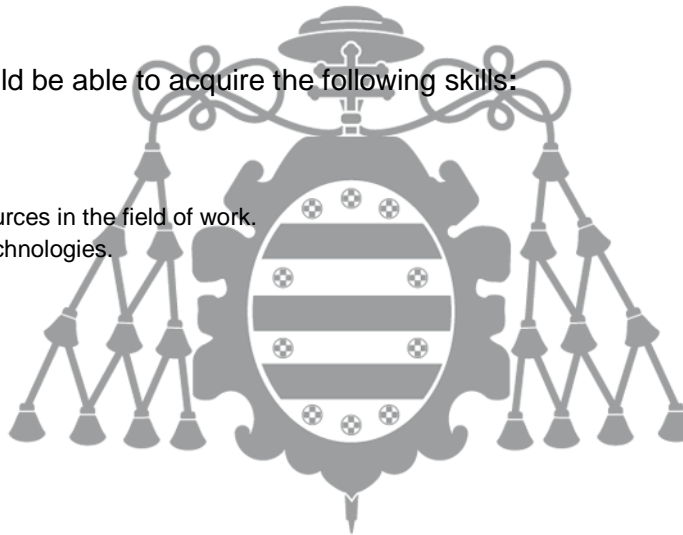 ld be able to acquire the following skills:
urces in the field of work.
chnologies.